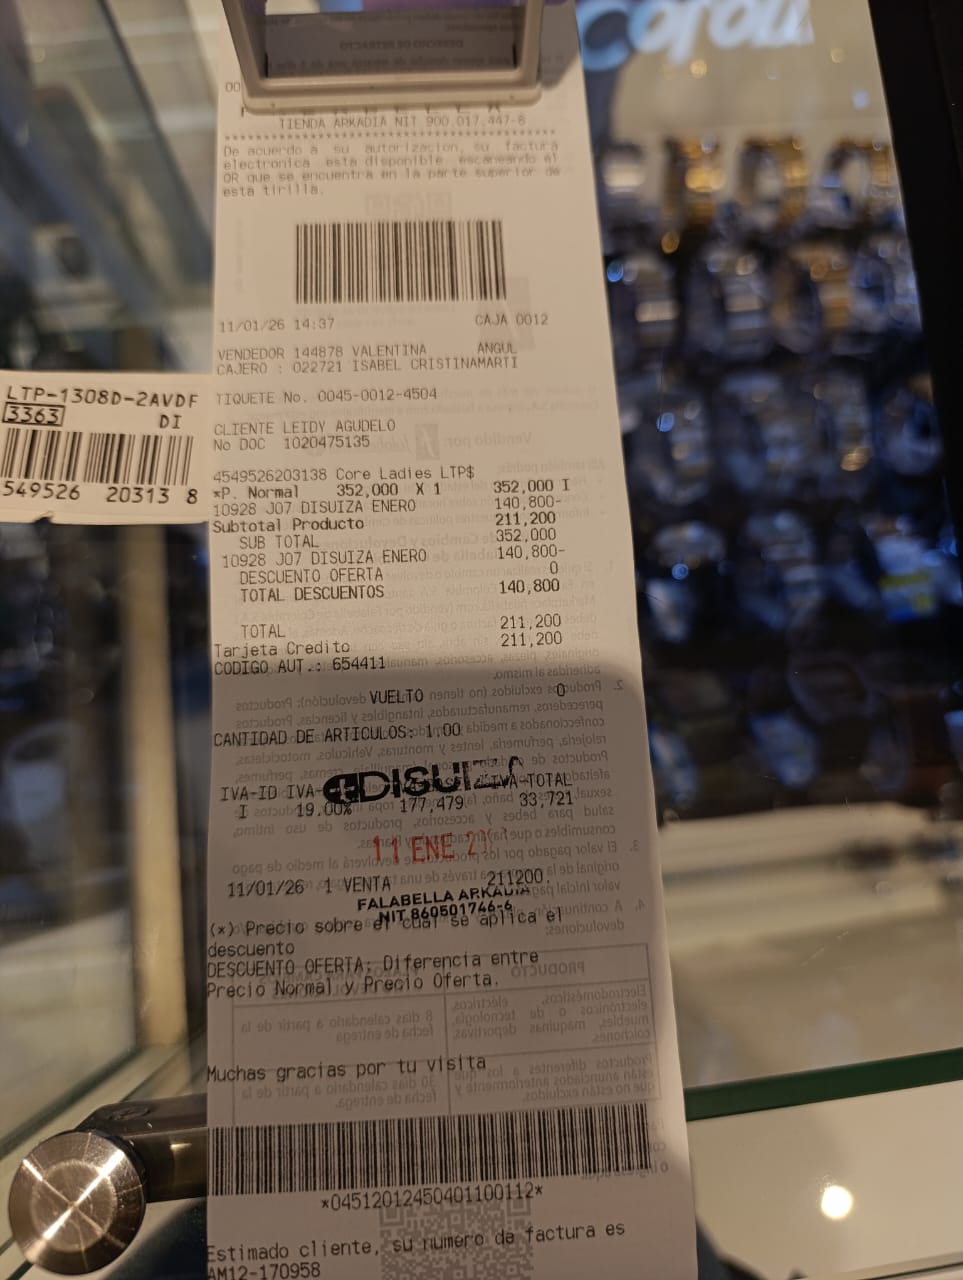 TIENDA ARKADIA NIT 900.017.447-8
De acuerdo a su autorizacion, su factura
electronica esta disponible escaneando el
QR que se encuentra en la parte superior de
esta tirilla.
11/01/26 14:37 CAJA 0012
VENDEDOR 144878 VALENTINA ANGUL
CAJERO : 022721 ISABEL CRISTINAMARTI
TIQUETE No. 0045-0012-4504
CLIENTE LEIDY AGUDELO
No DOC 1020475135
4549526203138 Core Ladies LTP$
*P. Normal 352,000 X 1 352,000 I
10928 J07 DISUIZA ENERO 140,800-
Subtotal Producto 211,200
SUB TOTAL 352,000
10928 J07 DISUIZA ENERO 140,800-
DESCUENTO OFERTA 0
TOTAL DESCUENTOS 140,800
TOTAL 211,200
Tarjeta Credito 211,200
CODIGO AUT.: 654411
VUELTO 0
CANTIDAD DE ARTICULOS: 1,00
DISUIZA
IVA-ID IVA- IVA-TOTAL
I 19.00% 177,479 33,721
11 ENE
11/01/26 1 VENTA 211200.
FALABELLA ARKADIA
NIT 860501746-6
(*) Precio sobre el cual se aplica el
descuento
DESCUENTO OFERTA; Diferencia entre
Precio Normal y Precio Oferta.
Muchas gracias por tu visita
*04512012450401100112*
Estimado cliente, su numero de factura es
AM12-170958
LTP-1308D-2AVDF
3363 DI
549526 20313 8